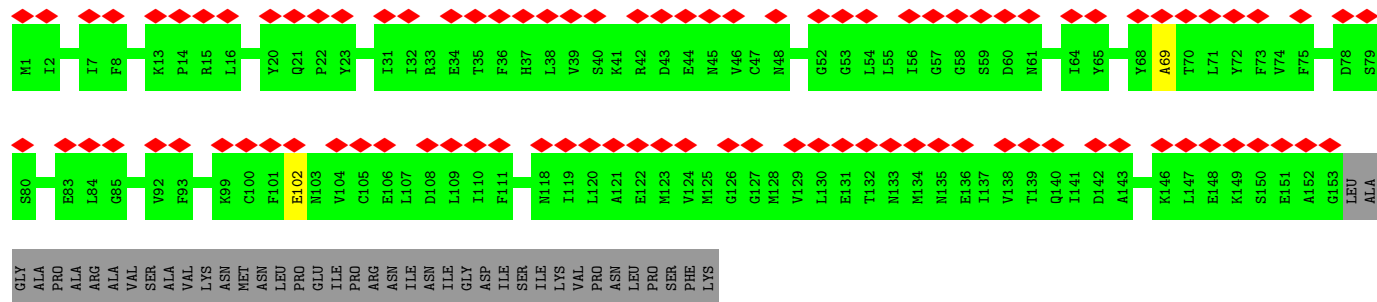 M1 I2 I7 F8 K13 P14 R15 L16 Y20 Q21 P22 Y23 I31 I32 R33 E34 T35 F36 H37 L38 V39 S40 K41 R42 D43 E44 N45 V46 C47 N48 G52 G53 L54 L55 I56 G57 G58 S59 D60 N61 I64 Y65 Y68 A69 T70 L71 Y72 F73 V74 F75 D78 S79
S80 E83 L84 G85 V92 F93 K99 C100 F101 E102 N103 V104 C105 E106 L107 D108 L109 I110 F111 N118 I119 L120 A121 E122 M123 V124 M125 G126 G127 M128 V129 L130 E131 T132 N133 M134 N135 E136 I137 V138 T139 Q140 I141 D142 A143 K146 L147 E148 K149 S150 E151 A152 G153 LEU ALA
GLY ALA PRO ALA ARG ALA VAL SER ALA VAL LYS ASN MET ASN LEU PRO GLU ILE PRO ARG ASN ILE ASN ILE GLY ASP ILE SER ILE LYS VAL PRO ASN LEU PRO SER PHE LYS